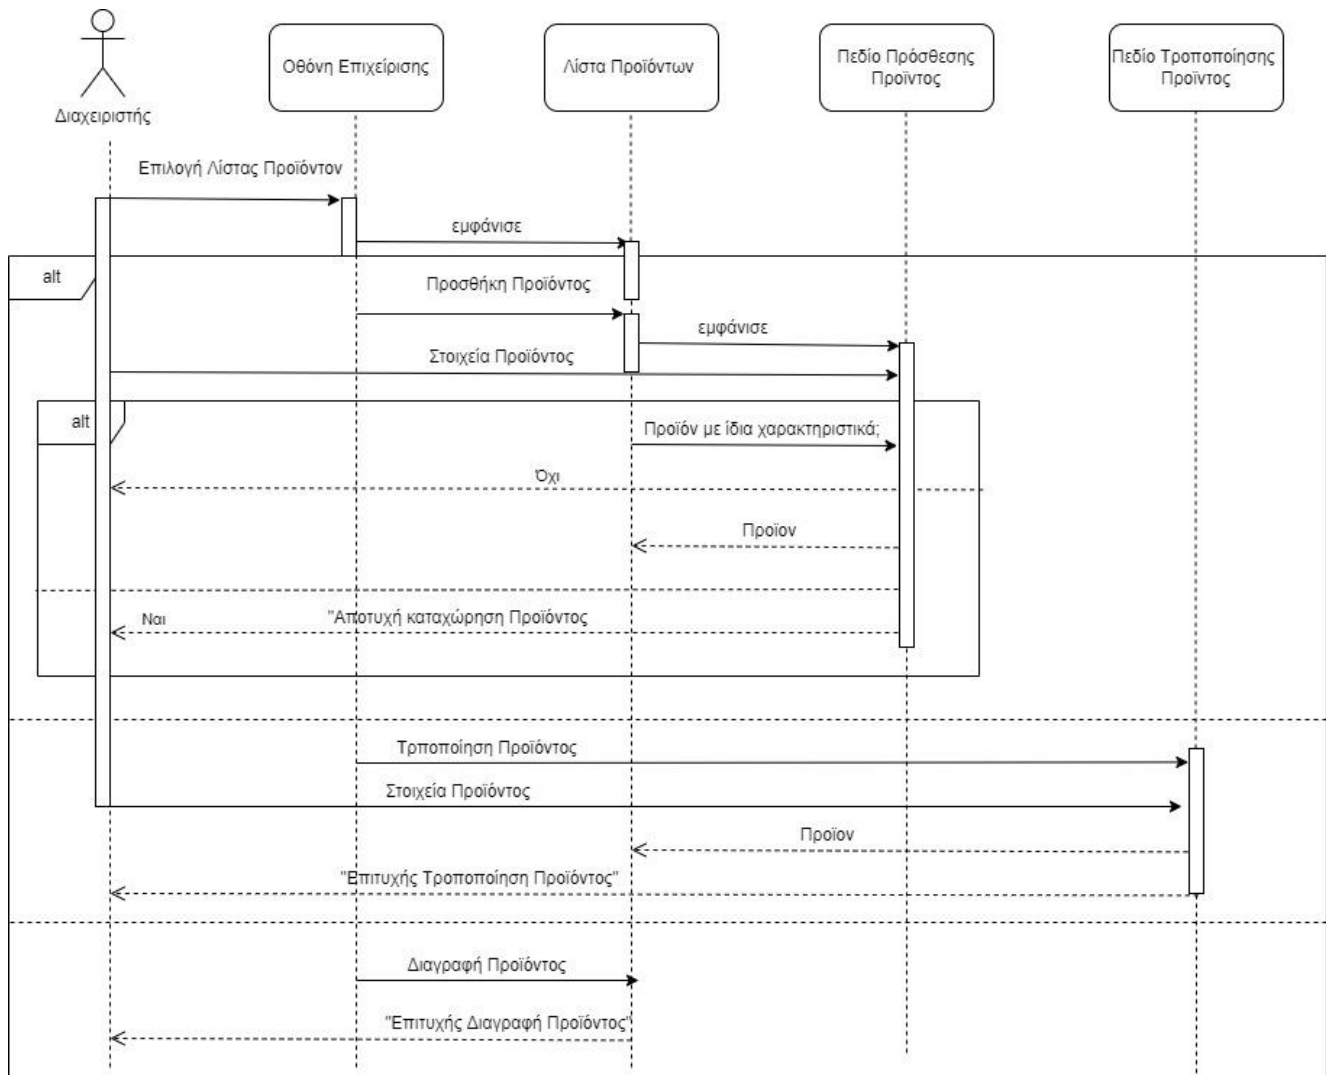 Διαχειριστής
Οθόνη Επιχείρισης
Λίστα Προϊόντων
Πεδίο Πρόσθεσης
Προϊντος
Πεδίο Τροποποίησης
Προϊντος
Επιλογή Λίστας Προϊόντον
εμφάνισε
alt
Προσθήκη Προϊόντος
εμφάνισε
Στοιχεία Προϊόντος
alt
Προϊόν με ίδια χαρακτηριστικά;
Όχι
Προϊον
Ναι
"Αποτυχή καταχώρηση Προϊόντος
Τρποποίηση Προϊόντος
Στοιχεία Προϊόντος
Προϊον
"Επιτυχής Τροποποίηση Προϊόντος"
Διαγραφή Προϊόντος
"Επιτυχής Διαγραφή Προϊόντος"